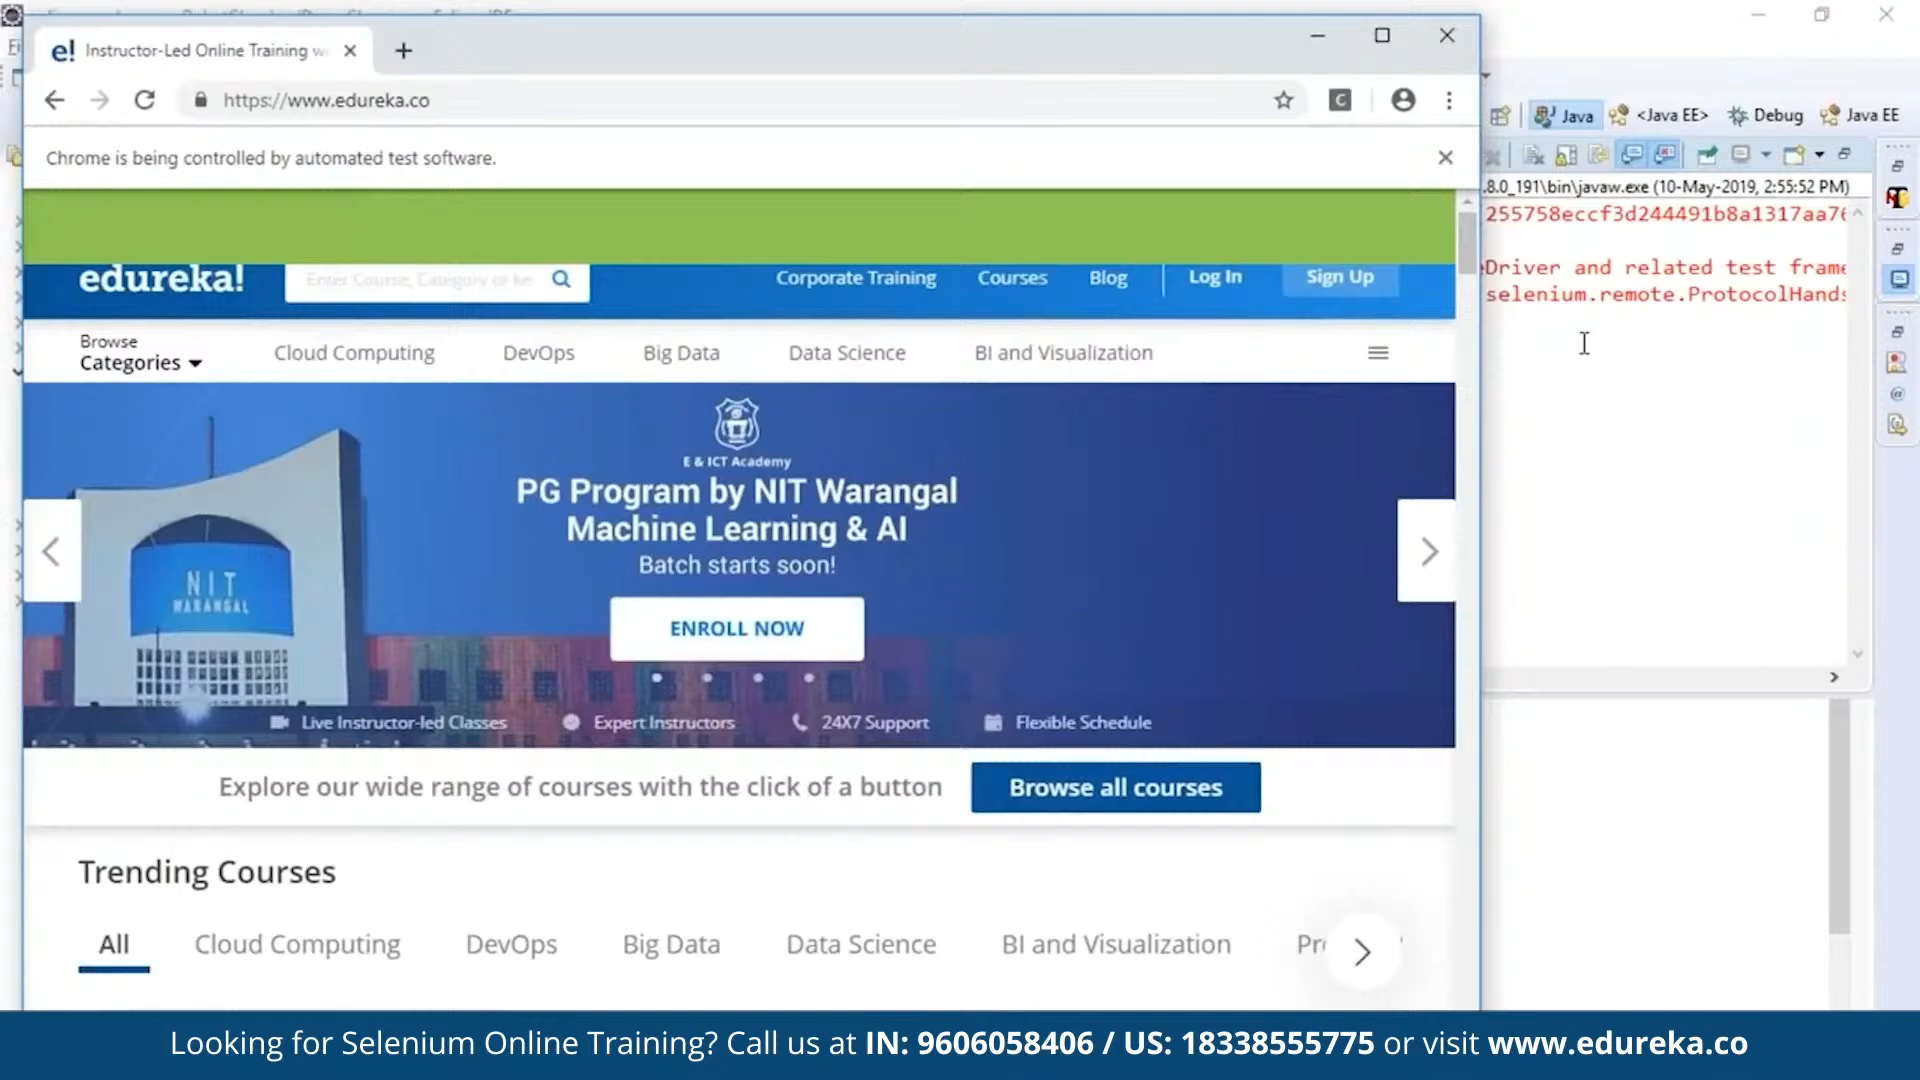 Instructor-Led Online Training
https://www.edureka.co
Chrome is being controlled by automated test software.
Java
<Java EE>
Debug
Java EE
.8.0_191\bin\javaw.exe (10-May-2019, 2:55:52 PM)
255758eccf3d244491b8a1317aa76
Driver and related test frame
selenium.remote.ProtocolHands
edureka!
Enter Course, Category or ke
Corporate Training
Courses
Blog
Log In
Sign Up
Browse
Categories
Cloud Computing
DevOps
Big Data
Data Science
BI and Visualization
E & ICT Academy
PG Program by NIT Warangal
Machine Learning & AI
Batch starts soon!
ENROLL NOW
NIT
WARANGAL
Live Instructor-led Classes
Expert Instructors
24X7 Support
Flexible Schedule
Explore our wide range of courses with the click of a button
Browse all courses
Trending Courses
All
Cloud Computing
DevOps
Big Data
Data Science
BI and Visualization
Looking for Selenium Online Training? Call us at IN: 9606058406 / US: 18338555775 or visit www.edureka.co